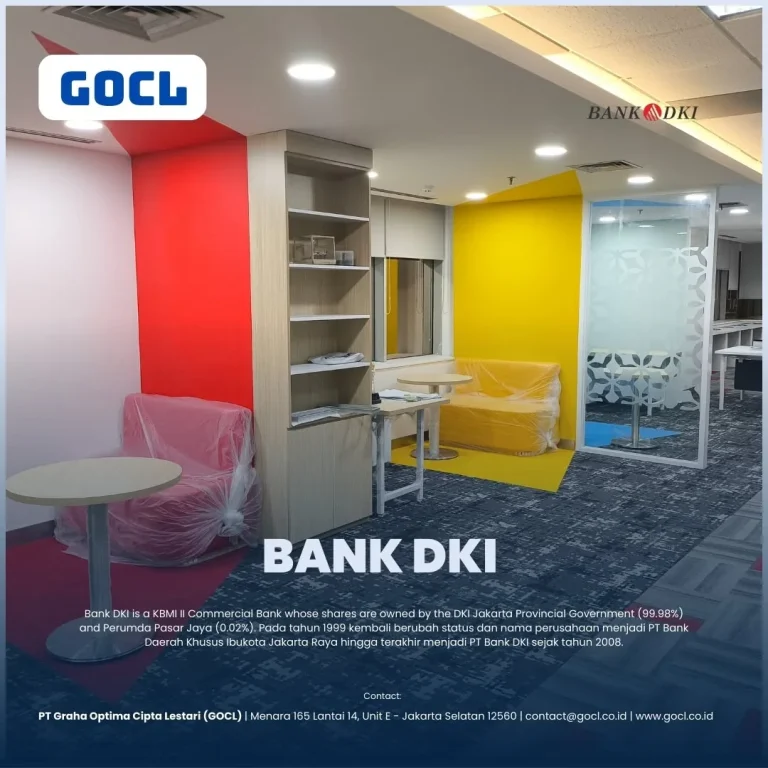 GOCL
BANK DKI
BANK DKI
Bank DKI is a KBMI II Commercial Bank whose shares are owned by the DKI Jakarta Provincial Government (99.98%)
and Perumda Pasar Jaya (0.02%). Pada tahun 1999 kembali berubah status dan nama perusahaan menjadi PT Bank
Daerah Khusus Ibukota Jakarta Raya hingga terakhir menjadi PT Bank DKI sejak tahun 2008.
Contact:
PT Graha Optima Cipta Lestari (GOCL) | Menara 165 Lantai 14, Unit E - Jakarta Selatan 12560 | contact@gocl.co.id | www.gocl.co.id